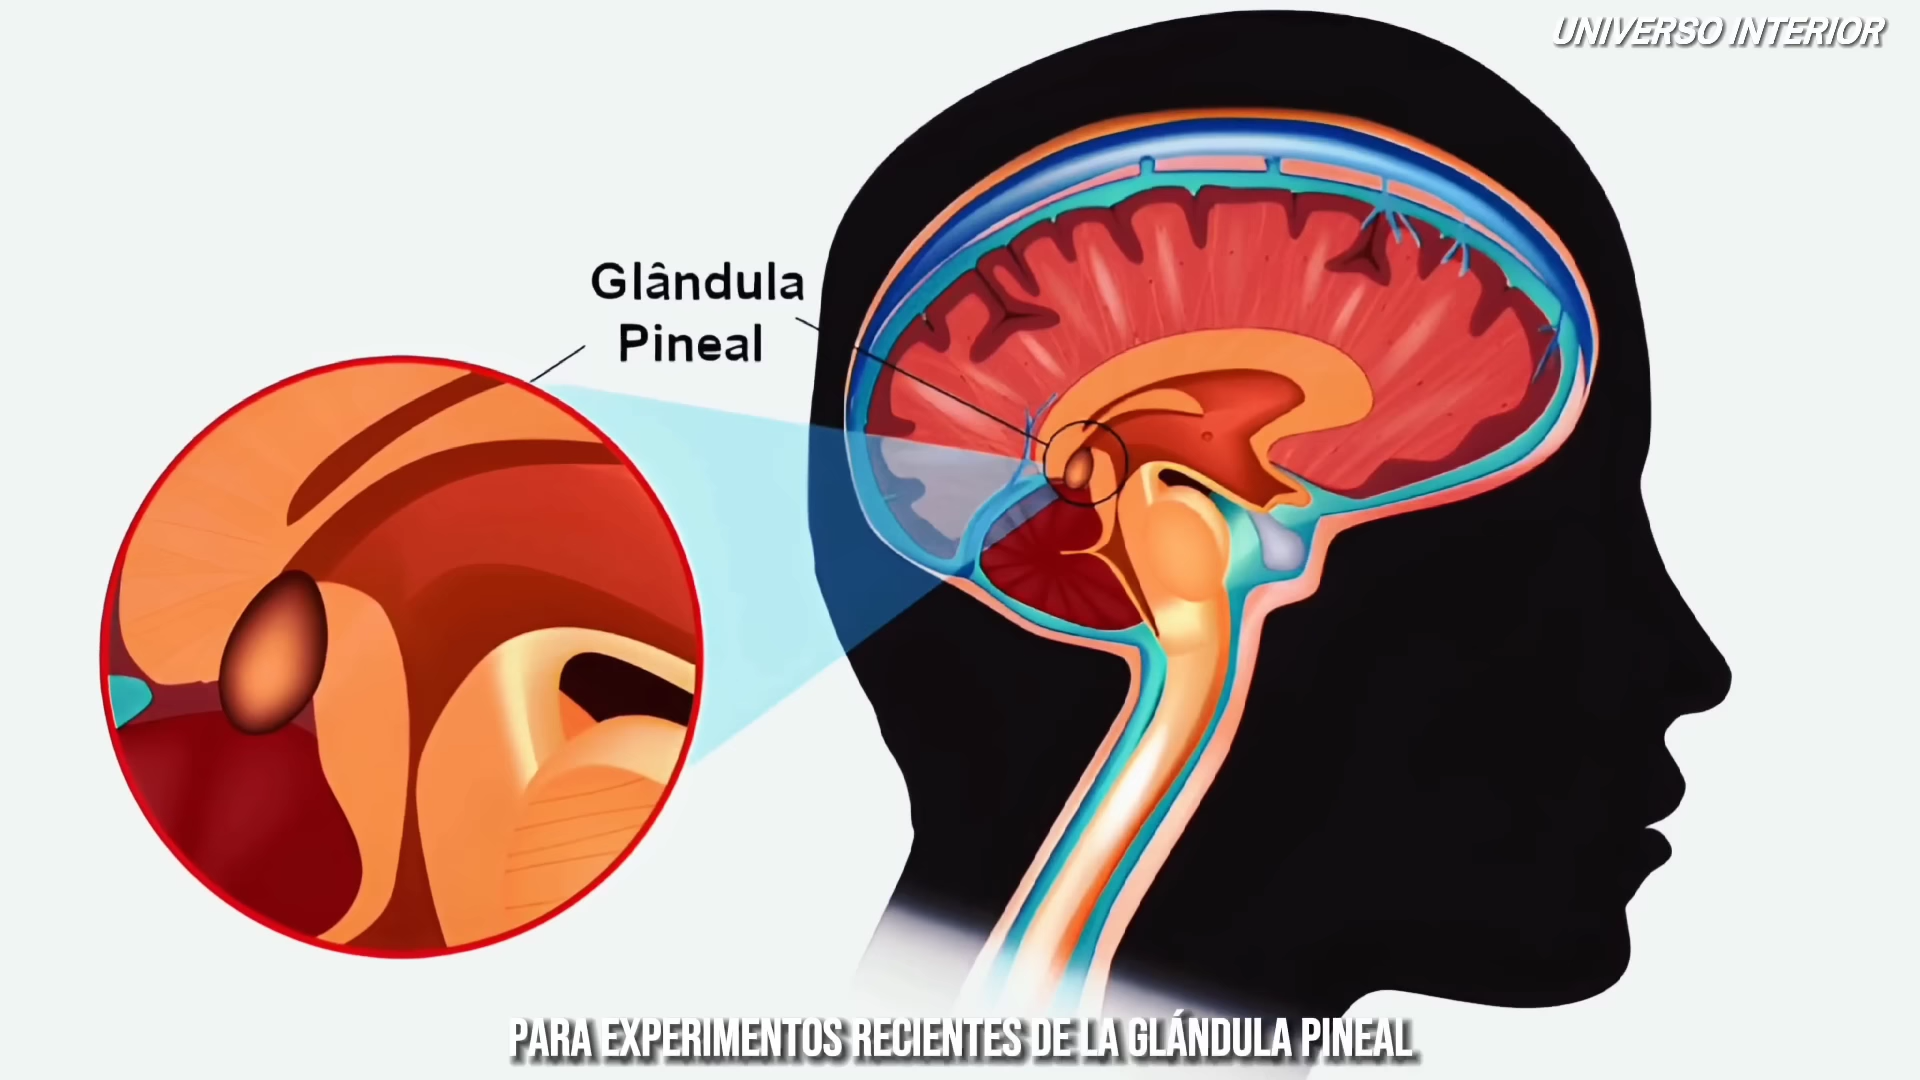 UNIVERSO INTERIOR
Glândula
Pineal
PARA EXPERIMENTOS RECIENTES DE LA GLÁNDULA PINEAL